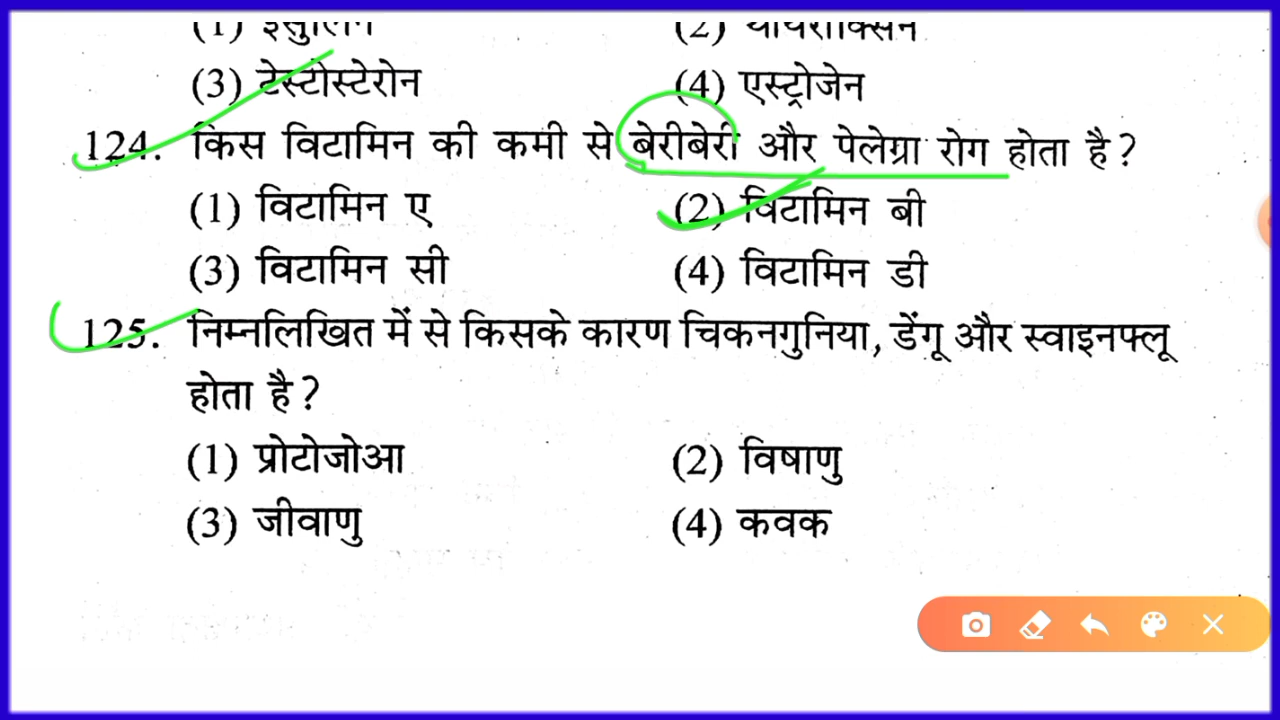 (3) टेस्टोस्टेरोन (4) एस्ट्रोजेन
124. किस विटामिन की कमी से बेरीबेरी और पेलेग्रा रोग होता है?
(1) विटामिन ए (2) विटामिन बी
(3) विटामिन सी (4) विटामिन डी
125. निम्नलिखित में से किसके कारण चिकनगुनिया, डेंगू और स्वाइनफ्लू
होता है?
(1) प्रोटोजोआ (2) विषाणु
(3) जीवाणु (4) कवक